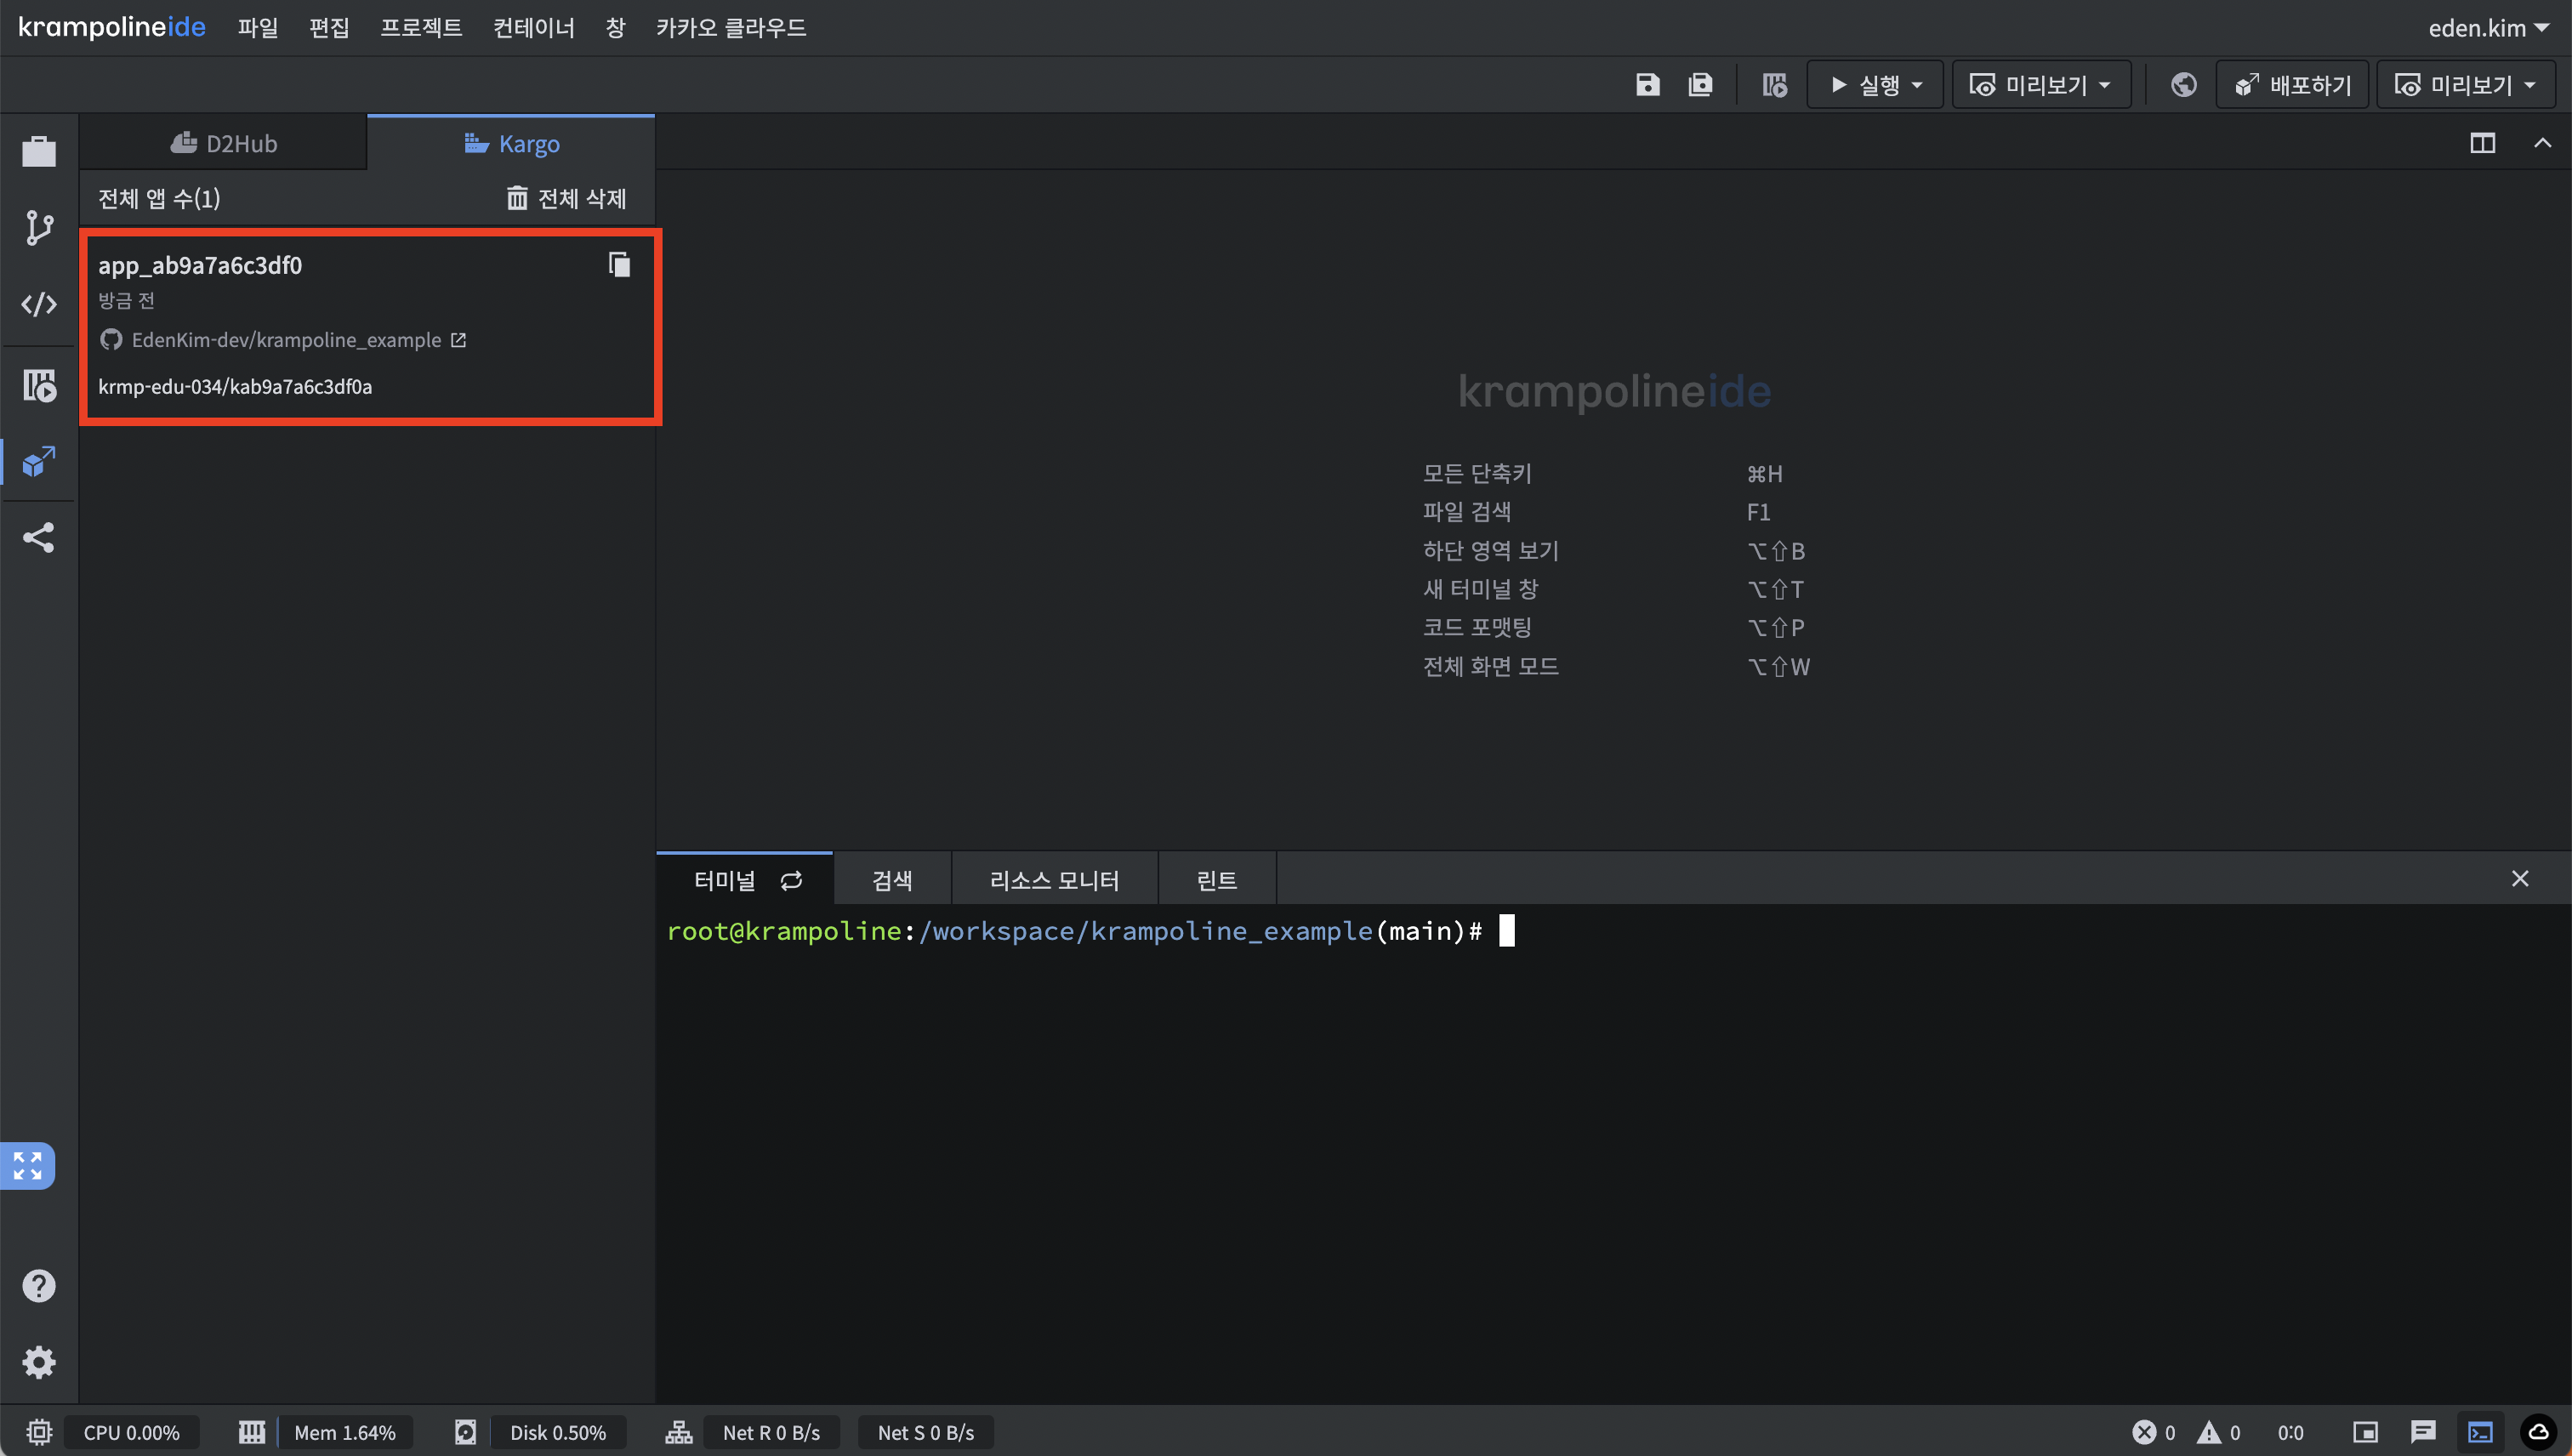 krampolineide 파일 편집 프로젝트 컨테이너 창 카카오 클라우드 eden.kim
실행 미리보기 배포하기 미리보기
D2Hub Kargo
전체 앱 수(1) 전체 삭제
app_ab9a7a6c3df0
방금 전
EdenKim-dev/krampoline_example
krmp-edu-034/kab9a7a6c3df0a
krampolineide
모든 단축키 ⌘H
파일 검색 F1
하단 영역 보기 ⌥⇧B
새 터미널 창 ⌥⇧T
코드 포맷팅 ⌥⇧P
전체 화면 모드 ⌥⇧W
터미널 검색 리소스 모니터 린트
root@krampoline:/workspace/krampoline_example(main)#
CPU 0.00% Mem 1.64% Disk 0.50% Net R 0 B/s Net S 0 B/s 0 0 0:0